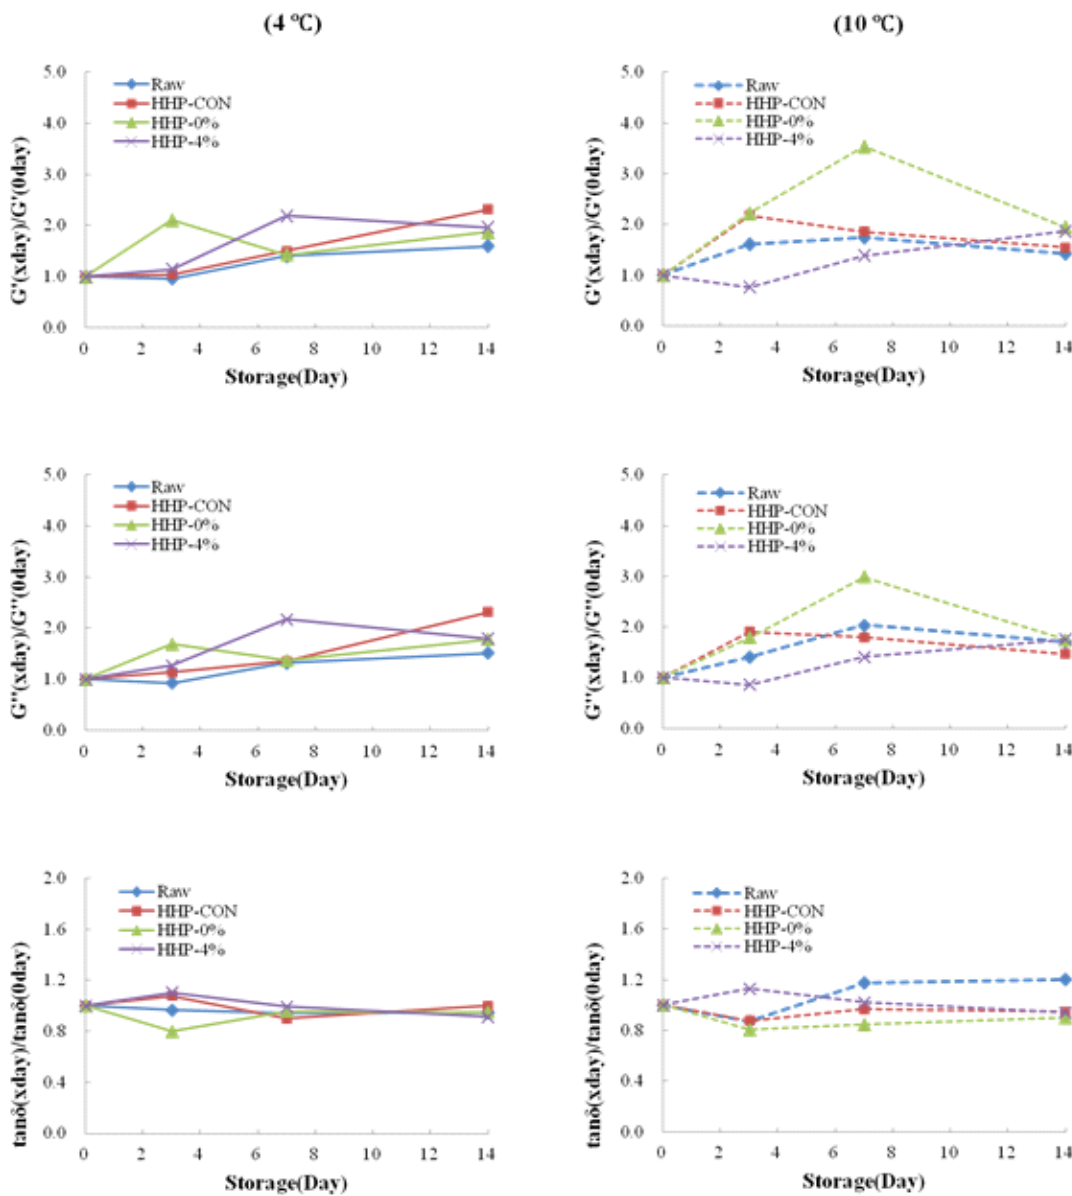 (4 ℃)
(10 ℃)
5.0
4.0
3.0
2.0
1.0
0.0
Raw
HHP-CON
HHP-0%
HHP-4%
G'(xday)/G'(0day)
0 2 4 6 8 10 12 14
Storage(Day)
5.0
4.0
3.0
2.0
1.0
0.0
Raw
HHP-CON
HHP-0%
HHP-4%
G'(xday)/G'(0day
0 2 4 6 8 10 12 14
Storage(Day)
5.0
4.0
3.0
2.0
1.0
0.0
Raw
HHP-CON
HHP-0%
HHP-4%
G''(xday)/G''(0day)
0 2 4 6 8 10 12 14
Storage(Day)
5.0
4.0
3.0
2.0
1.0
0.0
Raw
HHP-CON
HHP-0%
HHP-4%
G''(xday)/G''(0day)
0 2 4 6 8 10 12 14
Storage(Day)
2.0
1.6
1.2
0.8
0.4
0.0
Raw
HHP-CON
HHP-0%
HHP-4%
tanδ(xday)/tanδ(0day
0 2 4 6 8 10 12 14
Storage(Day)
2.0
1.6
1.2
0.8
0.4
0.0
Raw
HHP-CON
HHP-0%
HHP-4%
tanδ(xday)/tanδ(0day
0 2 4 6 8 10 12 14
Storage(Day)